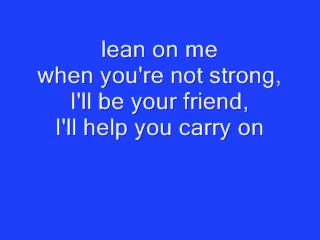 lean on me
when you're not strong,
I'll be your friend,
I'll help you carry on